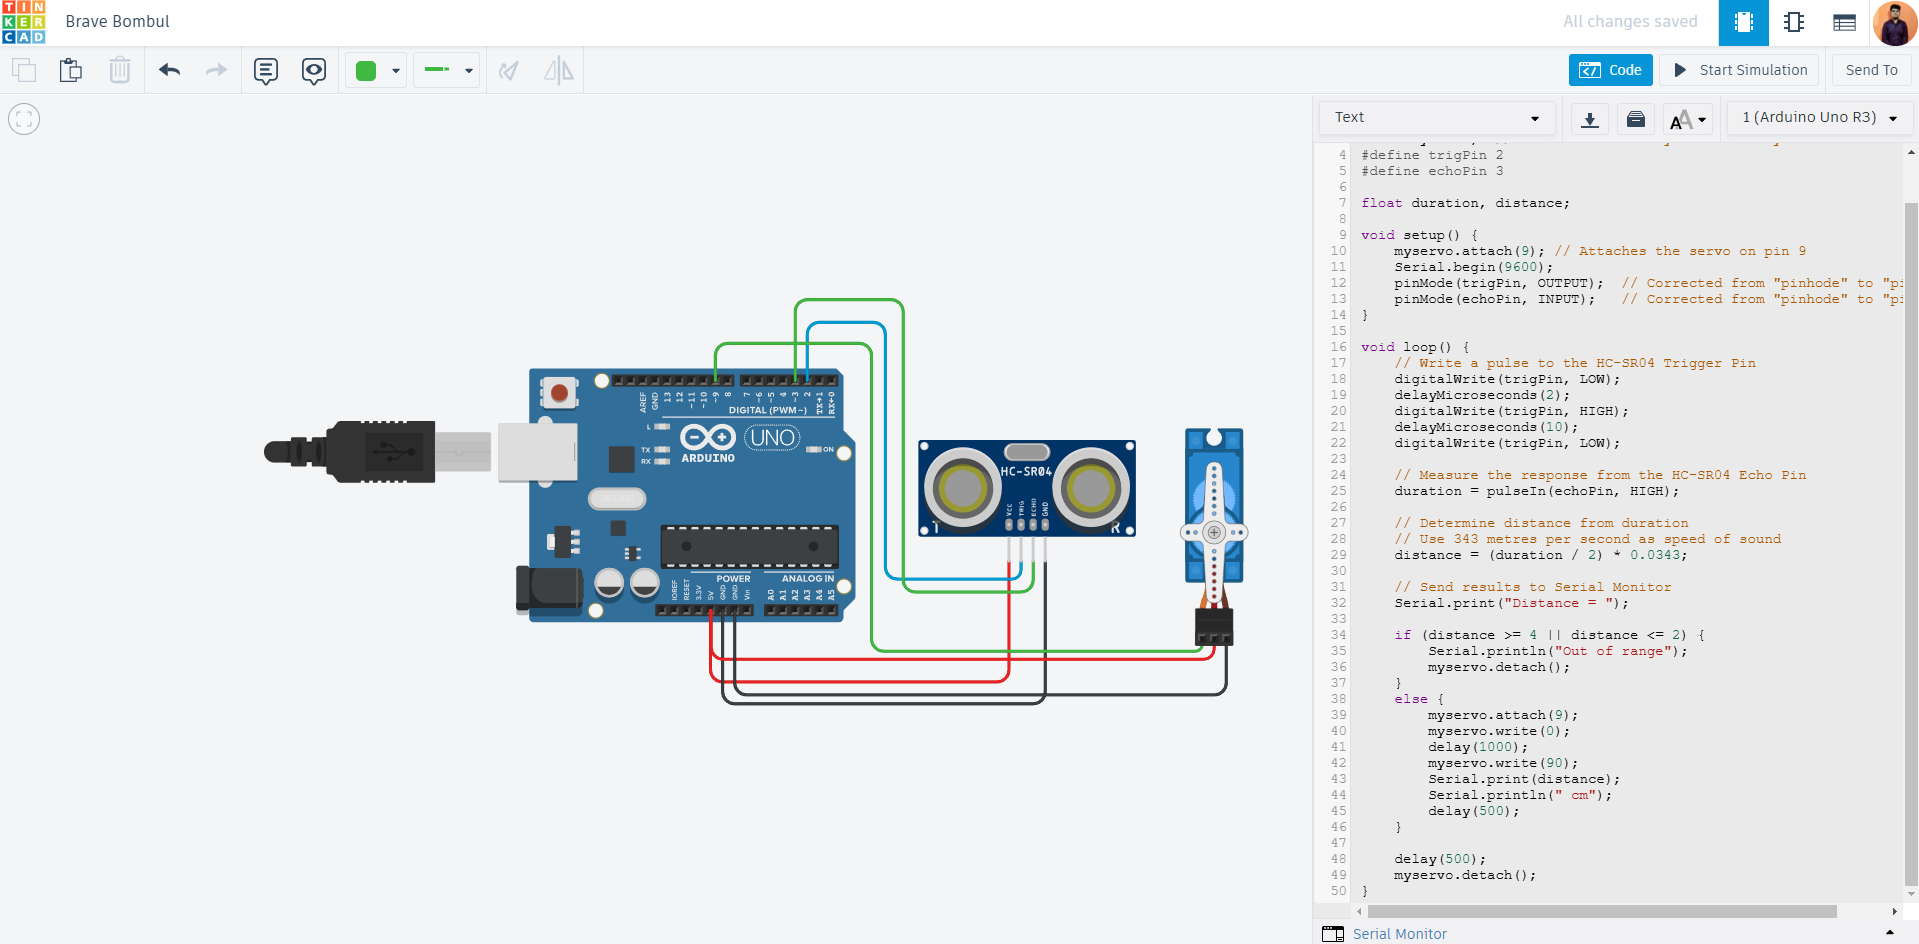 TIN
KER
CAD
Brave Bombul
All changes saved
Code
Start Simulation
Send To
Text
AA
1 (Arduino Uno R3)
4 #define trigPin 2
5 #define echoPin 3
6
7 float duration, distance;
8
9 void setup() {
10 myservo.attach(9); // Attaches the servo on pin 9
11 Serial.begin(9600);
12 pinMode(trigPin, OUTPUT); // Corrected from "pinhode" to "pi
13 pinMode(echoPin, INPUT); // Corrected from "pinhode" to "pi
14 }
15
16 void loop() {
17 // Write a pulse to the HC-SR04 Trigger Pin
18 digitalWrite(trigPin, LOW);
19 delayMicroseconds(2);
20 digitalWrite(trigPin, HIGH);
21 delayMicroseconds(10);
22 digitalWrite(trigPin, LOW);
23
24 // Measure the response from the HC-SR04 Echo Pin
25 duration = pulseIn(echoPin, HIGH);
26
27 // Determine distance from duration
28 // Use 343 metres per second as speed of sound
29 distance = (duration / 2) * 0.0343;
30
31 // Send results to Serial Monitor
32 Serial.print("Distance = ");
33
34 if (distance >= 4 || distance <= 2) {
35 Serial.println("Out of range");
36 myservo.detach();
37 }
38 else {
39 myservo.attach(9);
40 myservo.write(0);
41 delay(1000);
42 myservo.write(90);
43 Serial.print(distance);
44 Serial.println(" cm");
45 delay(500);
46 }
47
48 delay(500);
49 myservo.detach();
50 }
Serial Monitor
AREF GND 13 12 ~11 ~10 ~9 8 7 ~6 ~5 4 ~3 2 TX→1 RX←0
DIGITAL (PWM~)
L
TX
RX
ARDUINO
UNO
ON
POWER
ANALOG IN
IOREF RESET 3.3V 5V GND GND Vin A0 A1 A2 A3 A4 A5
HC-SR04
VCC TRIG ECHO GND
T
R